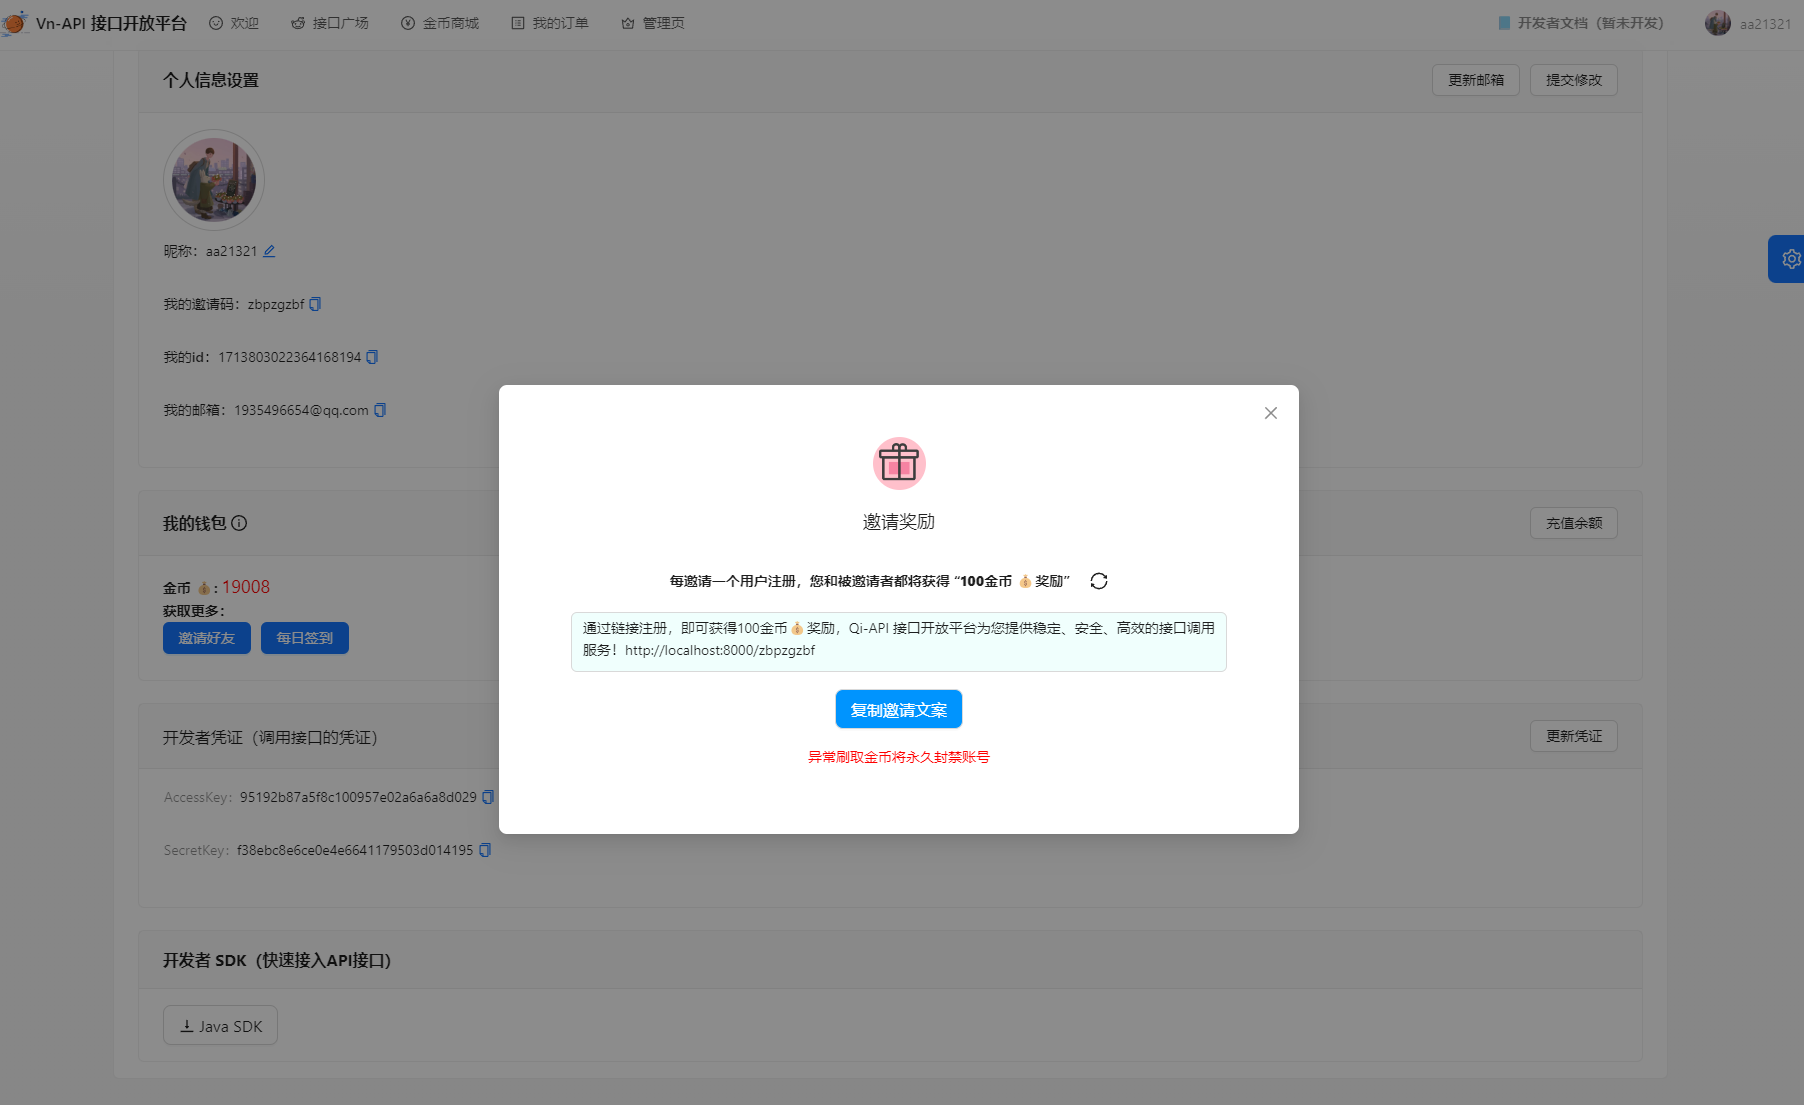 Vn-API 接口开放平台 欢迎 接口广场 金币商城 我的订单 管理页 开发者文档（暂未开发） aa21321
个人信息设置 更新邮箱 提交修改
昵称：aa21321
我的邀请码：zbpzgzbf
我的id：1713803022364168194
我的邮箱：1935496654@qq.com
我的钱包 充值余额
金币 💰：19008
获取更多：
邀请好友 每日签到
开发者凭证（调用接口的凭证） 更新凭证
AccessKey：95192b87a5f8c100957e02a6a6a8d029
SecretKey：f38ebc8e6ce0e4e6641179503d014195
开发者 SDK（快速接入API接口）
Java SDK
邀请奖励
每邀请一个用户注册，您和被邀请者都将获得 “100金币 💰 奖励”
通过链接注册，即可获得100金币💰奖励，Qi-API 接口开放平台为您提供稳定、安全、高效的接口调用
服务！http://localhost:8000/zbpzgzbf
复制邀请文案
异常刷取金币将永久封禁账号